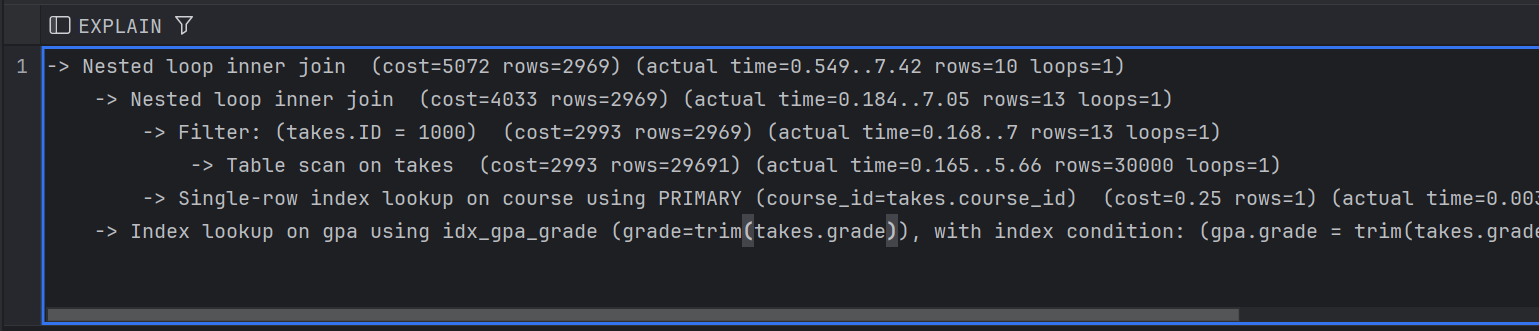 EXPLAIN
1 -> Nested loop inner join (cost=5072 rows=2969) (actual time=0.549..7.42 rows=10 loops=1)
-> Nested loop inner join (cost=4033 rows=2969) (actual time=0.184..7.05 rows=13 loops=1)
-> Filter: (takes.ID = 1000) (cost=2993 rows=2969) (actual time=0.168..7 rows=13 loops=1)
-> Table scan on takes (cost=2993 rows=29691) (actual time=0.165..5.66 rows=30000 loops=1)
-> Single-row index lookup on course using PRIMARY (course_id=takes.course_id) (cost=0.25 rows=1) (actual time=0.003
-> Index lookup on gpa using idx_gpa_grade (grade=trim(takes.grade)), with index condition: (gpa.grade = trim(takes.grade